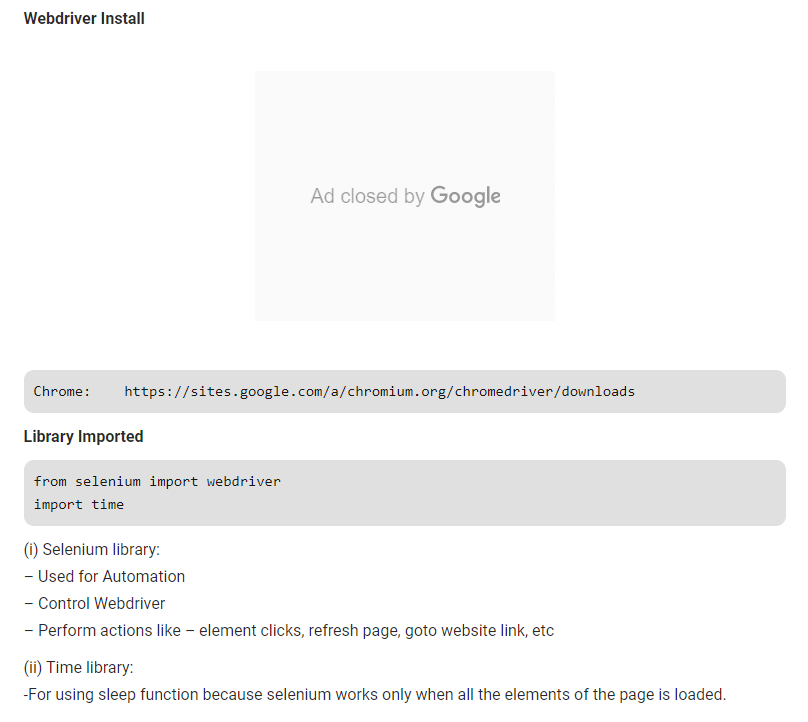 Webdriver Install
Ad closed by Google
Chrome:    https://sites.google.com/a/chromium.org/chromedriver/downloads
Library Imported
from selenium import webdriver
import time
(i) Selenium library:
– Used for Automation
– Control Webdriver
– Perform actions like – element clicks, refresh page, goto website link, etc
(ii) Time library:
-For using sleep function because selenium works only when all the elements of the page is loaded.